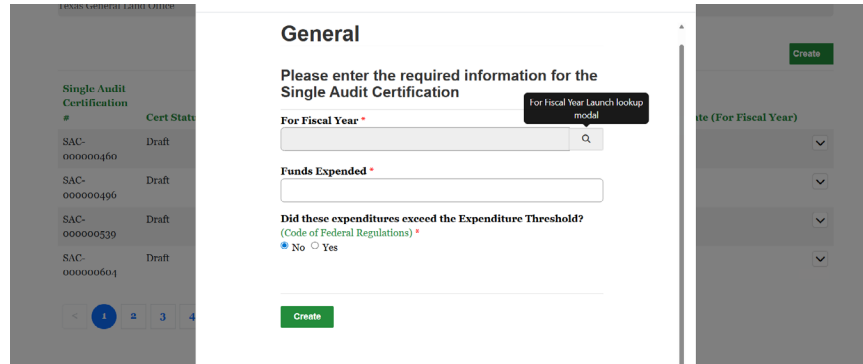 Texas General Land Office
General
Create
Please enter the required information for the
Single Audit Certification
For Fiscal Year Launch lookup
modal
For Fiscal Year *
Funds Expended *
Did these expenditures exceed the Expenditure Threshold?
(Code of Federal Regulations) *
No Yes
Create
Single Audit
Certification
#
Cert Statu
te (For Fiscal Year)
SAC-
000000460
Draft
SAC-
000000496
Draft
SAC-
000000539
Draft
SAC-
000000604
Draft
< 1 2 3 4